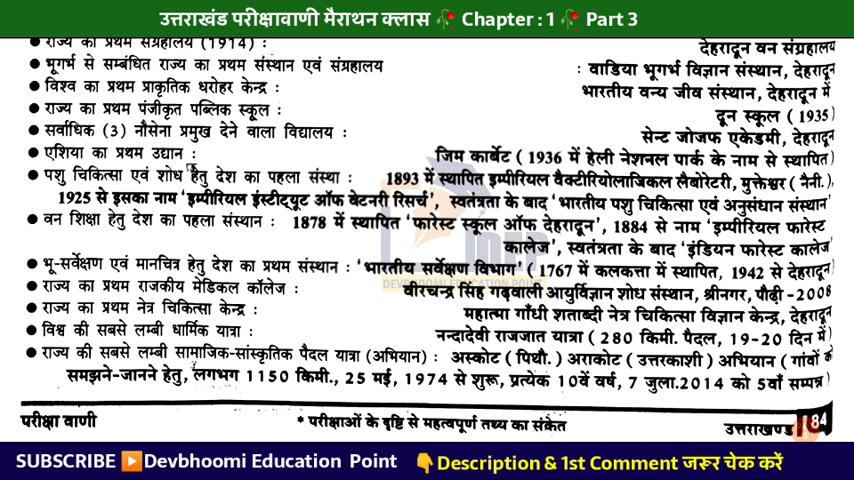 उत्तराखंड परीक्षावाणी मैराथन क्लास 🥀 Chapter : 1 🥀 Part 3
● राज्य का प्रथम संग्रहालय (1914) : देहरादून वन संग्रहालय
● भूगर्भ से सम्बंधित राज्य का प्रथम संस्थान एवं संग्रहालय : वाडिया भूगर्भ विज्ञान संस्थान, देहरादून
● विश्व का प्रथम प्राकृतिक धरोहर केन्द्र : भारतीय वन्य जीव संस्थान, देहरादून में
● राज्य का प्रथम पंजीकृत पब्लिक स्कूल : दून स्कूल (1935)
● सर्वाधिक (3) नौसेना प्रमुख देने वाला विद्यालय : सेन्ट जोजफ एकेडमी, देहरादून
● एशिया का प्रथम उद्यान : जिम कार्बेट (1936 में हेली नेशनल पार्क के नाम से स्थापित)
● पशु चिकित्सा एवं शोध हेतु देश का पहला संस्था : 1893 में स्थापित इम्पीरियल वैक्टीरियोलाजिकल लैबोरेटरी, मुक्तेश्वर (नैनी.),
1925 से इसका नाम 'इम्पीरियल इंस्टीट्यूट ऑफ वेटनरी रिसर्च', स्वतंत्रता के बाद 'भारतीय पशु चिकित्सा एवं अनुसंधान संस्थान'
● वन शिक्षा हेतु देश का पहला संस्थान : 1878 में स्थापित 'फारेस्ट स्कूल ऑफ देहरादून', 1884 से नाम 'इम्पीरियल फारेस्ट
कालेज', स्वतंत्रता के बाद 'इंडियन फारेस्ट कालेज'
● भू-सर्वेक्षण एवं मानचित्र हेतु देश का प्रथम संस्थान : 'भारतीय सर्वेक्षण विभाग' (1767 में कलकत्ता में स्थापित, 1942 से देहरादून)
● राज्य का प्रथम राजकीय मेडिकल कॉलेज : वीरचन्द्र सिंह गढ़वाली आयुर्विज्ञान शोध संस्थान, श्रीनगर, पौढ़ी -2008
● राज्य का प्रथम नेत्र चिकित्सा केन्द्र : महात्मा गाँधी शताब्दी नेत्र चिकित्सा विज्ञान केन्द्र, देहरादून
● विश्व की सबसे लम्बी धार्मिक यात्रा : नन्दादेवी राजजात यात्रा (280 किमी. पैदल, 19-20 दिन में)
● राज्य की सबसे लम्बी सामाजिक-सांस्कृतिक पैदल यात्रा (अभियान) : अस्कोट (पिथौ.) अराकोट (उत्तरकाशी) अभियान (गांवों को
समझने-जानने हेतु, लगभग 1150 किमी., 25 मई, 1974 से शुरू, प्रत्येक 10वें वर्ष, 7 जुला.2014 को 5वाँ सम्पन्न)
परीक्षा वाणी * परीक्षाओं के दृष्टि से महत्वपूर्ण तथ्य का संकेत उत्तराखण्ड 84
SUBSCRIBE ▶️Devbhoomi Education Point 👇Description & 1st Comment जरूर चेक करें